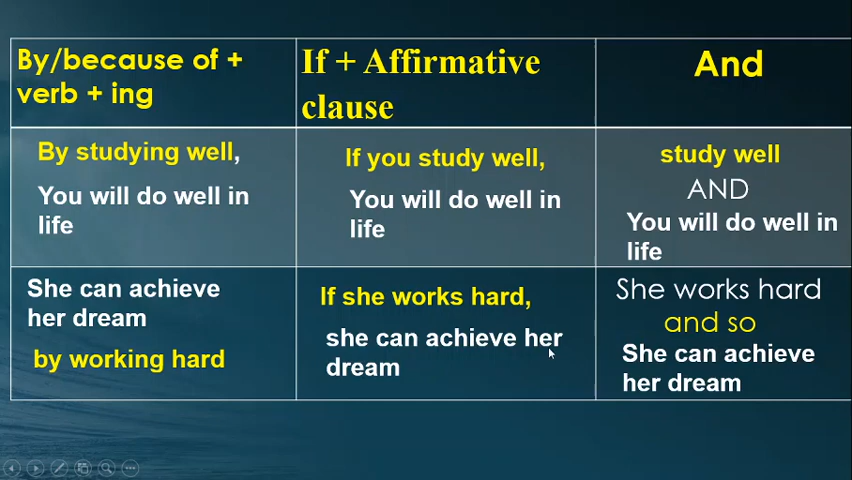 By/because of +
verb + ing
If + Affirmative
clause
And
By studying well,
You will do well in
life
If you study well,
You will do well in
life
study well
AND
You will do well in
life
She can achieve
her dream
by working hard
If she works hard,
she can achieve her
dream
She works hard
and so
She can achieve
her dream